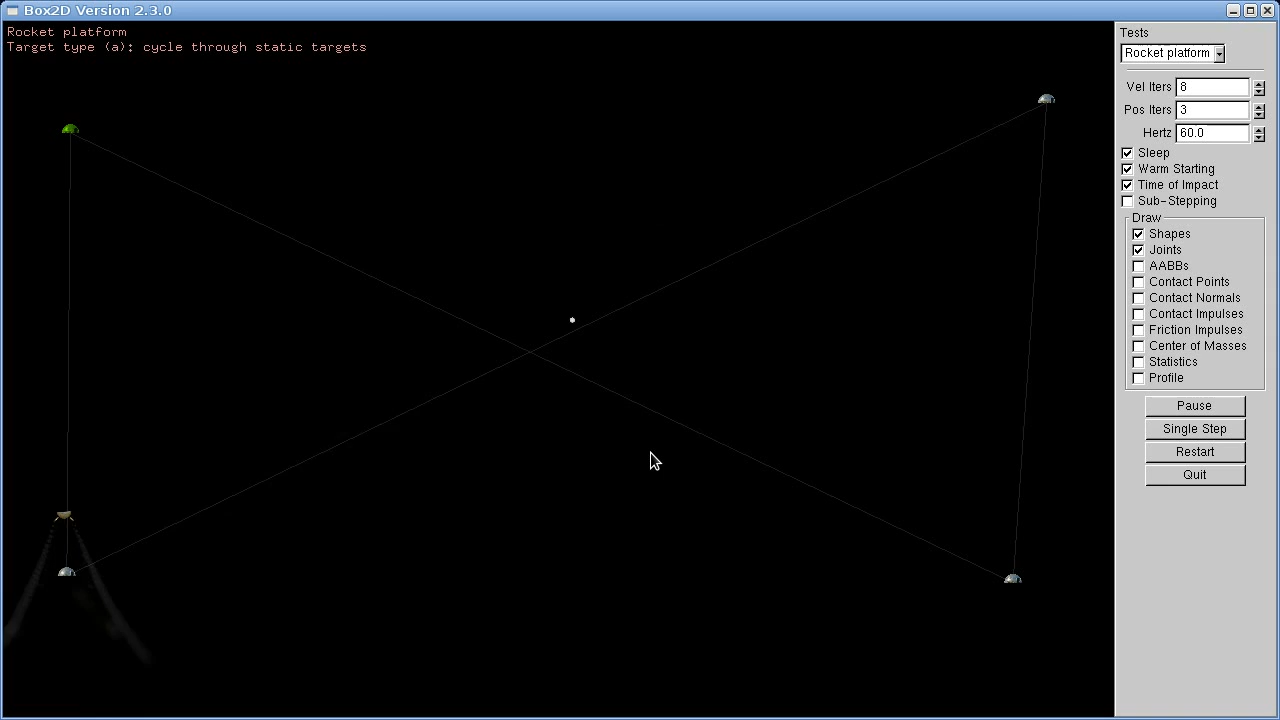 Box2D Version 2.3.0
Rocket platform
Target type (a): cycle through static targets
Tests
Rocket platform
Vel Iters 8
Pos Iters 3
Hertz 60.0
Sleep
Warm Starting
Time of Impact
Sub-Stepping
Draw
Shapes
Joints
AABBs
Contact Points
Contact Normals
Contact Impulses
Friction Impulses
Center of Masses
Statistics
Profile
Pause
Single Step
Restart
Quit